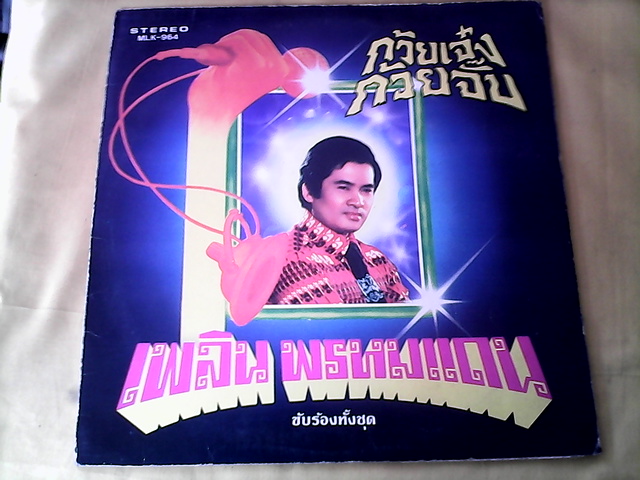 STEREO
MLK-964
ก๊วยเจ๋ง
ก๊วยจิ๊บ
เพลิน พรหมแดน
ขับร้องทั้งชุด